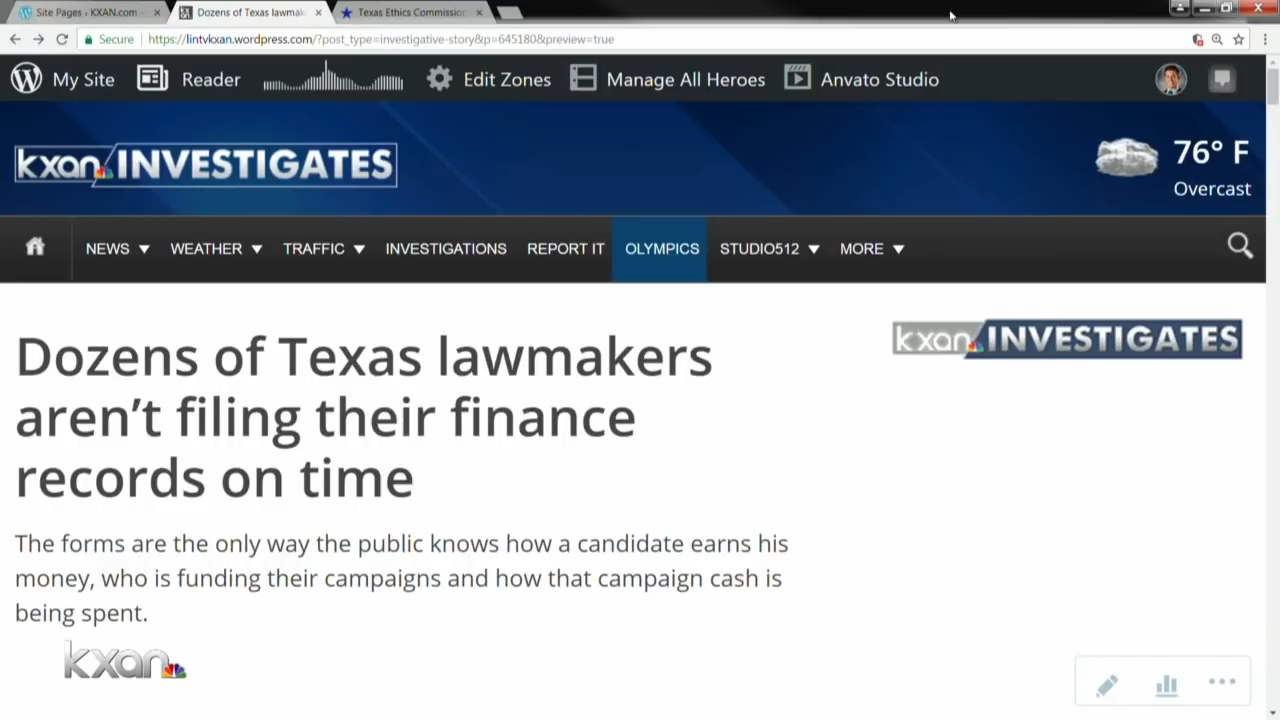 Site Pages ‹ KXAN.com —
Dozens of Texas lawmak
Texas Ethics Commission
Secure
https://lintvkxan.wordpress.com/?post_type=investigative-story&p=645180&preview=true
My Site
Reader
Edit Zones
Manage All Heroes
Anvato Studio
kxan INVESTIGATES
76° F
Overcast
NEWS
WEATHER
TRAFFIC
INVESTIGATIONS
REPORT IT
OLYMPICS
STUDIO512
MORE
Dozens of Texas lawmakers
aren’t filing their finance
records on time
kxan INVESTIGATES
The forms are the only way the public knows how a candidate earns his
money, who is funding their campaigns and how that campaign cash is
being spent.
kxan